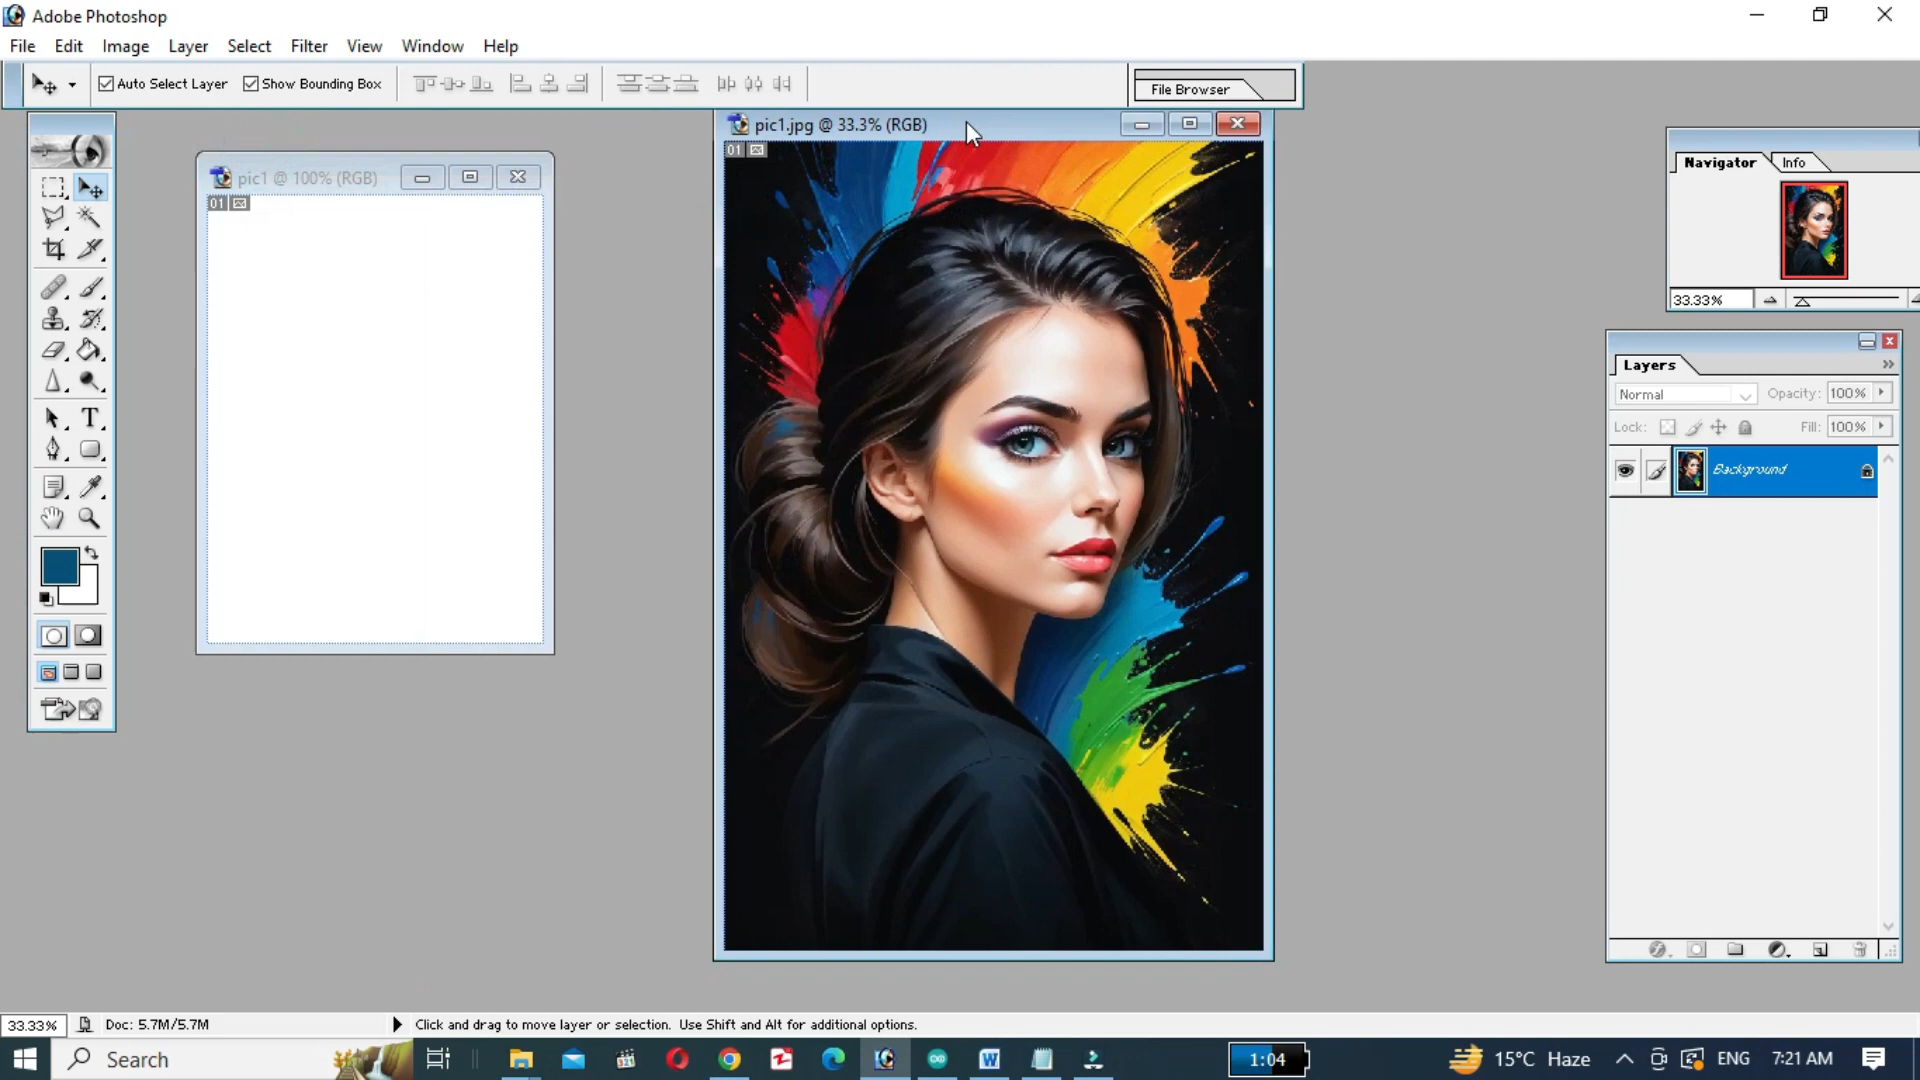 Adobe Photoshop
File Edit Image Layer Select Filter View Window Help
Auto Select Layer Show Bounding Box
File Browser
pic1.jpg @ 33.3% (RGB)
01
pic1 @ 100% (RGB)
01
Navigator Info
33.33%
Layers
Normal Opacity: 100%
Lock: Fill: 100%
Background
T
33.33% Doc: 5.7M/5.7M Click and drag to move layer or selection. Use Shift and Alt for additional options.
Search 1:04 15°C Haze ENG 7:21 AM